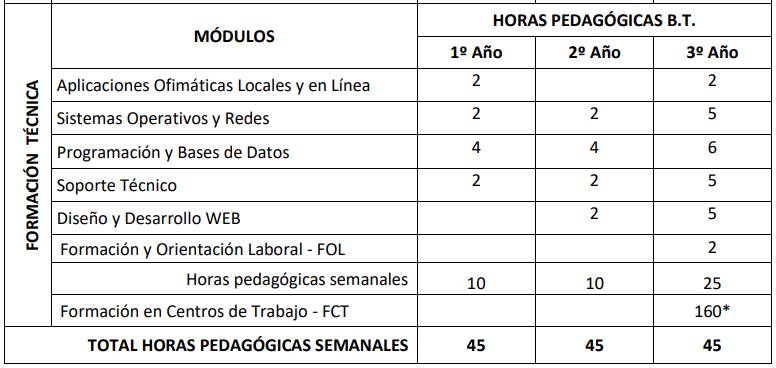 MÓDULOS
HORAS PEDAGÓGICAS B.T.
1º Año 2º Año 3º Año
FORMACIÓN TÉCNICA
Aplicaciones Ofimáticas Locales y en Línea 2 2
Sistemas Operativos y Redes 2 2 5
Programación y Bases de Datos 4 4 6
Soporte Técnico 2 2 5
Diseño y Desarrollo WEB 2 5
Formación y Orientación Laboral - FOL 2
Horas pedagógicas semanales 10 10 25
Formación en Centros de Trabajo - FCT 160*
TOTAL HORAS PEDAGÓGICAS SEMANALES 45 45 45